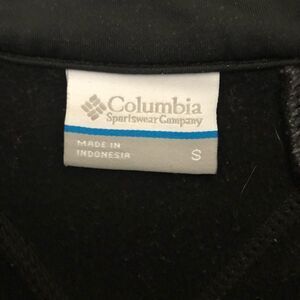 Columbia
Sportswear Company
MADE IN
INDONESIA
S